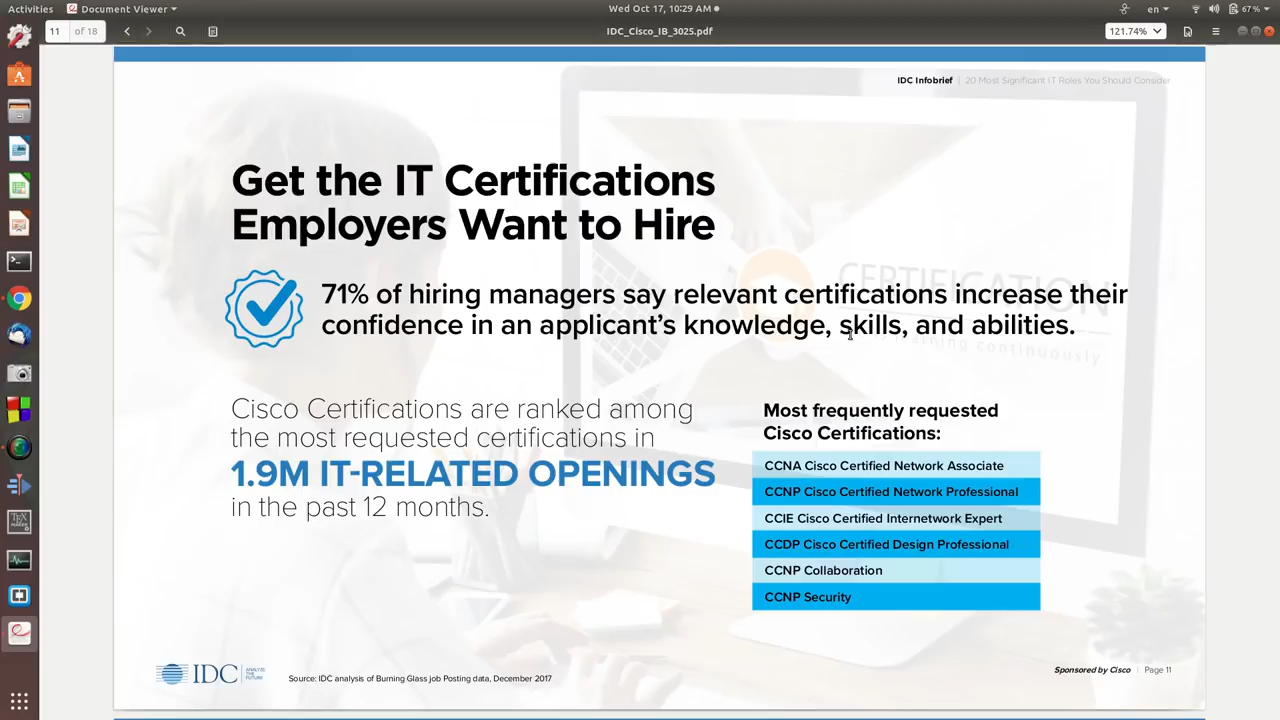 Activities
Document Viewer
Wed Oct 17, 10:29 AM
en
67 %
11
of 18
IDC_Cisco_IB_3025.pdf
121.74%
IDC Infobrief | 20 Most Significant IT Roles You Should Consider
Get the IT Certifications
Employers Want to Hire
CERTIFICATION
71% of hiring managers say relevant certifications increase their
confidence in an applicant's knowledge, skills, and abilities.
learning continuously
Cisco Certifications are ranked among
the most requested certifications in
1.9M IT-RELATED OPENINGS
in the past 12 months.
Most frequently requested
Cisco Certifications:
CCNA Cisco Certified Network Associate
CCNP Cisco Certified Network Professional
CCIE Cisco Certified Internetwork Expert
CCDP Cisco Certified Design Professional
CCNP Collaboration
CCNP Security
IDC
ANALYZE
THE
FUTURE
Source: IDC analysis of Burning Glass job Posting data, December 2017
Sponsored by Cisco | Page 11